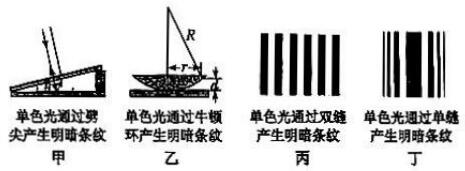 R
r
d
单色光通过劈
尖产生明暗条纹
甲
单色光通过牛顿
环产生明暗条纹
乙
单色光通过双缝
产生明暗条纹
丙
单色光通过单缝
产生明暗条纹
丁